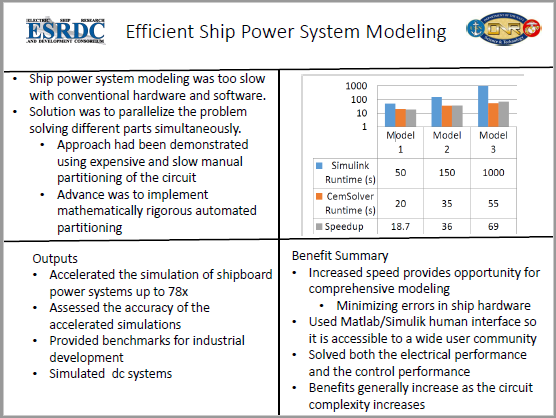 ELECTRIC SHIP RESEARCH
ESRDC
AND DEVELOPMENT CONSORTIUM
Efficient Ship Power System Modeling
• Ship power system modeling was too slow
with conventional hardware and software.
• Solution was to parallelize the problem
solving different parts simultaneously.
• Approach had been demonstrated
using expensive and slow manual
partitioning of the circuit
• Advance was to implement
mathematically rigorous automated
partitioning
1000
100
10
1
Model 1 Model 2 Model 3
Simulink Runtime (s) 50 150 1000
CemSolver Runtime (s) 20 35 55
Speedup 18.7 36 69
Outputs
• Accelerated the simulation of shipboard
power systems up to 78x
• Assessed the accuracy of the
accelerated simulations
• Provided benchmarks for industrial
development
• Simulated dc systems
Benefit Summary
• Increased speed provides opportunity for
comprehensive modeling
• Minimizing errors in ship hardware
• Used Matlab/Simulik human interface so
it is accessible to a wide user community
• Solved both the electrical performance
and the control performance
• Benefits generally increase as the circuit
complexity increases